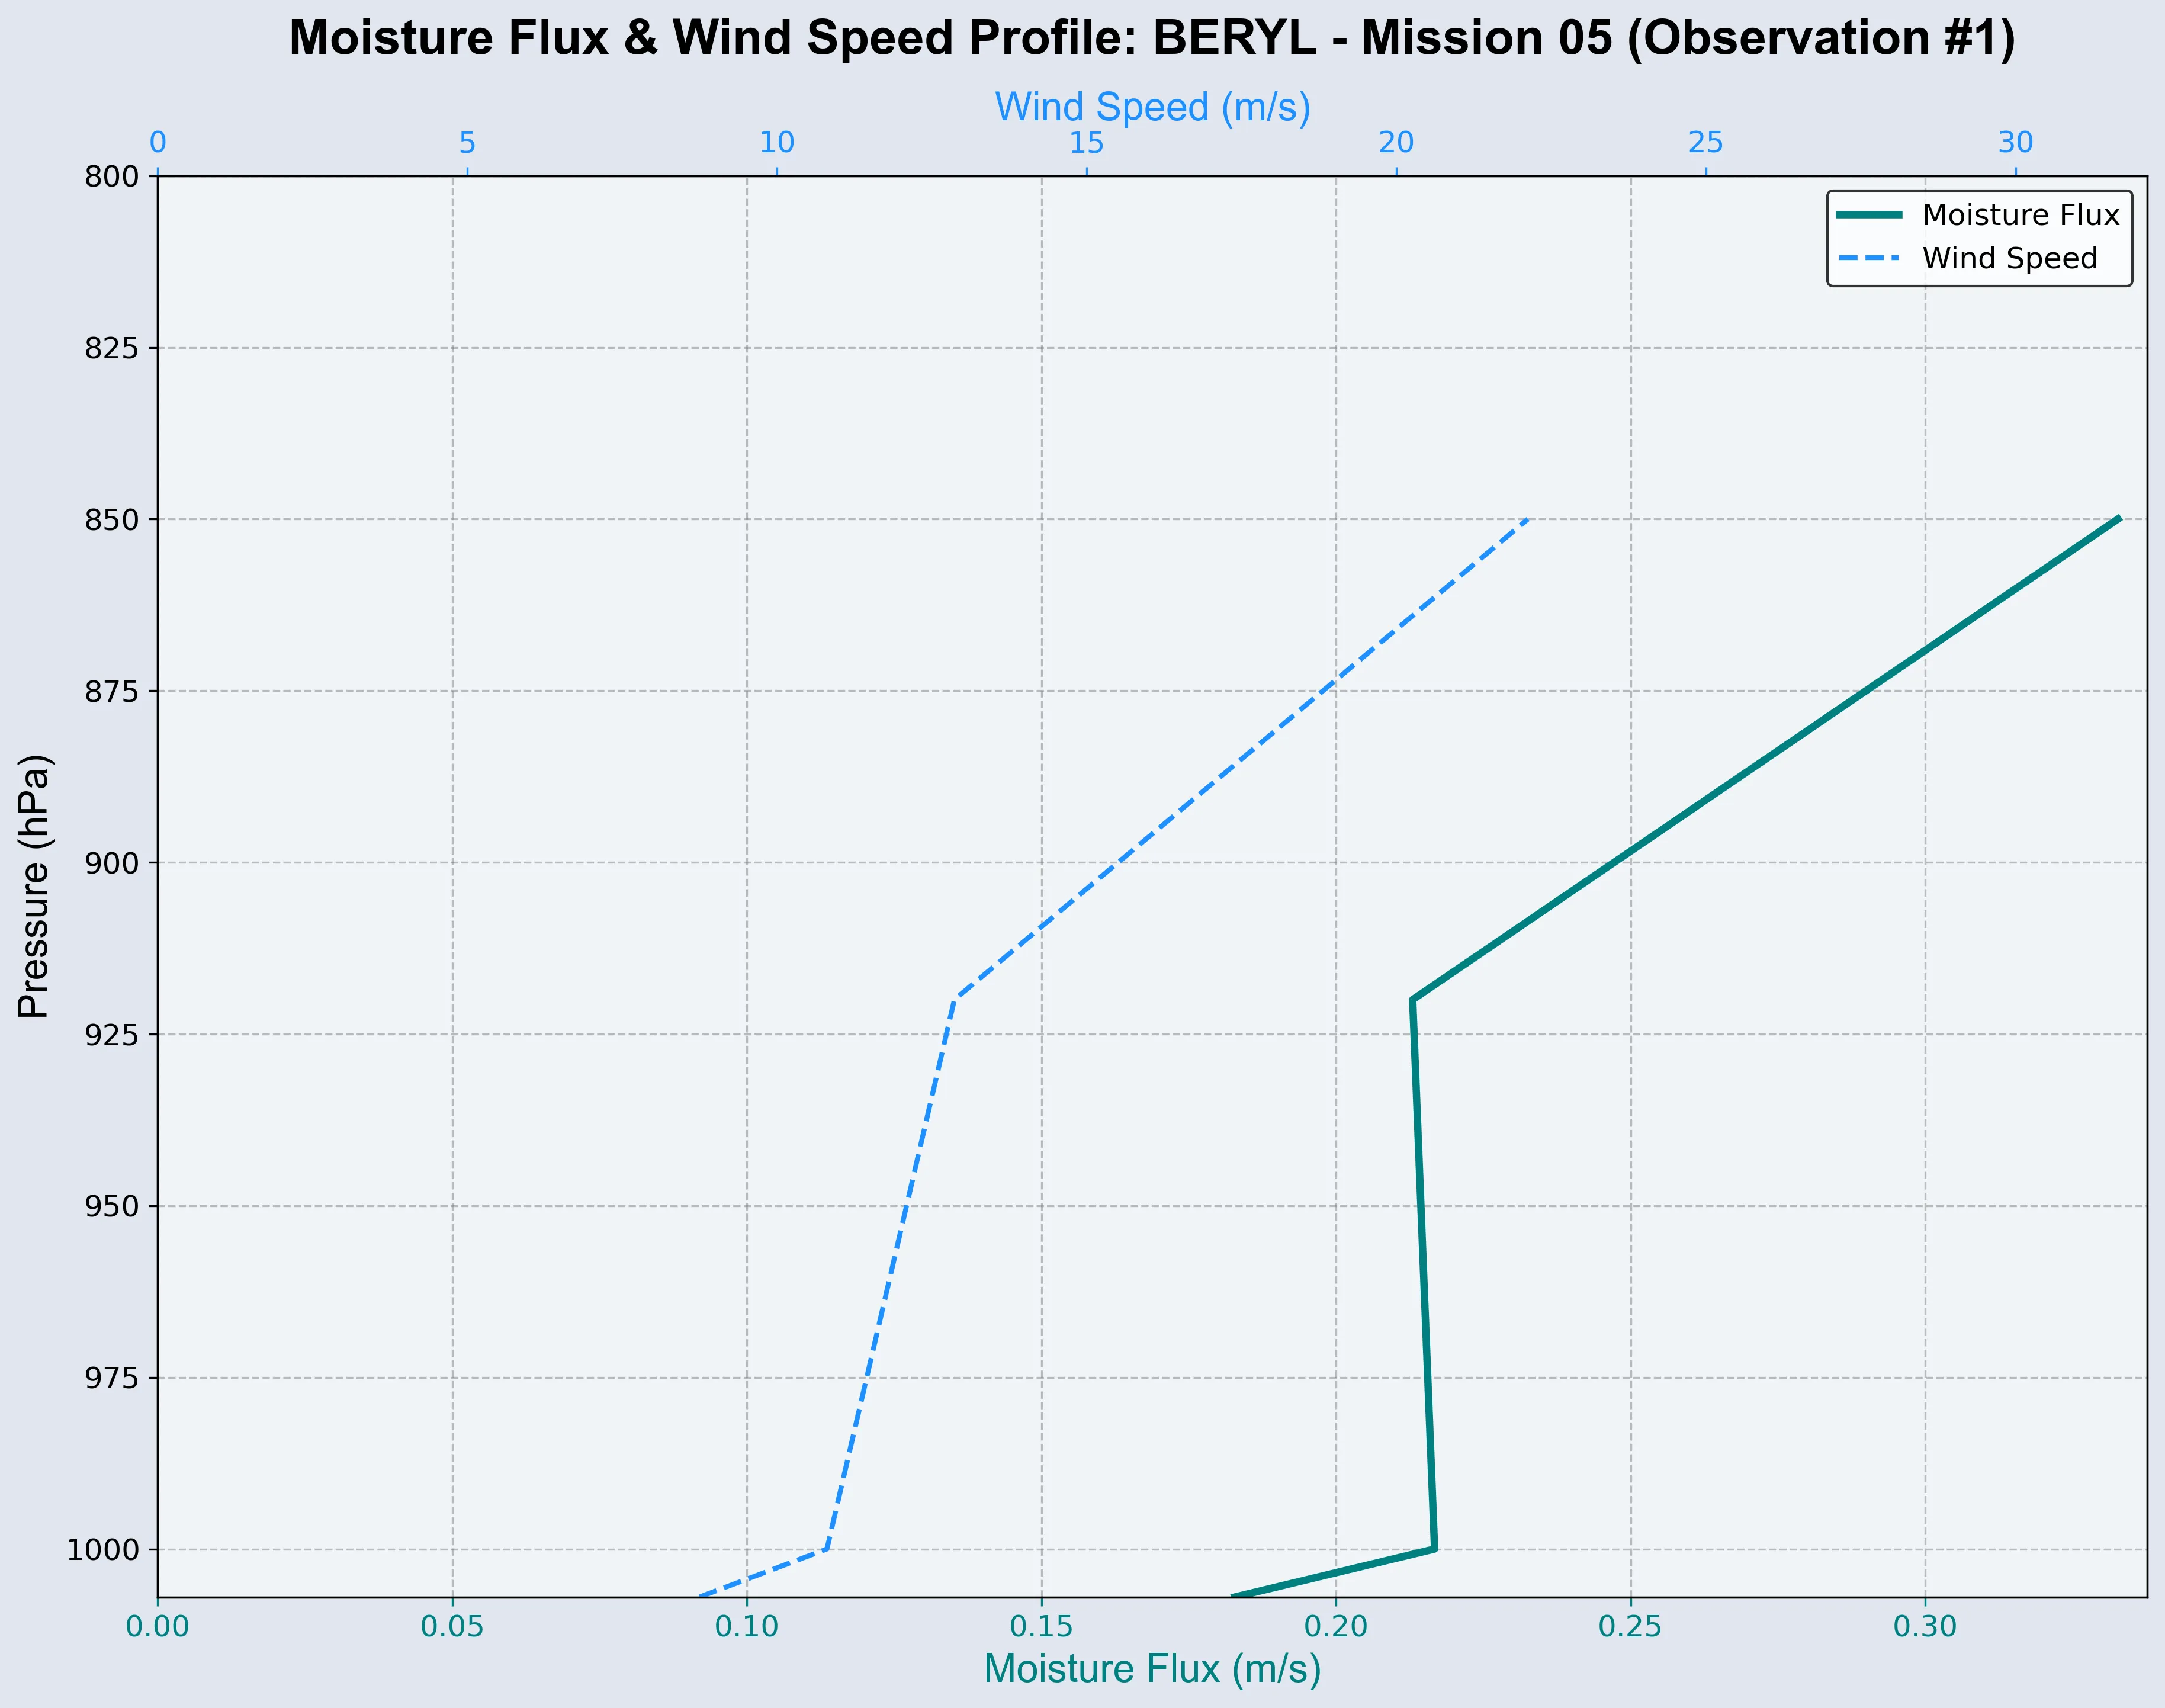 Moisture Flux & Wind Speed Profile: BERYL - Mission 05 (Observation #1)
Wind Speed (m/s)
0 5 10 15 20 25 30
Moisture Flux
Wind Speed
800
825
850
875
900
925
950
975
1000
Pressure (hPa)
0.00 0.05 0.10 0.15 0.20 0.25 0.30
Moisture Flux (m/s)